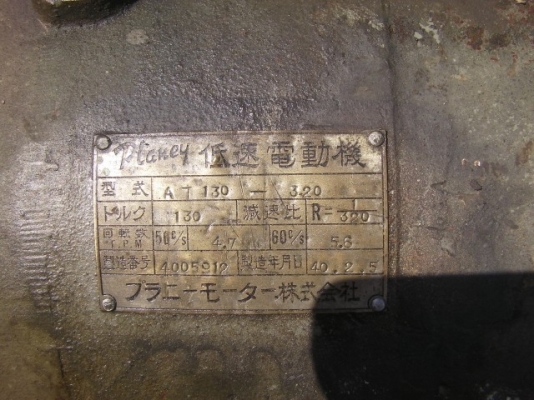 Planey 低速電動機
型式 AT 130 — 320
トルク 130 減速比 R=1/320
回転数 r.P.M 50c/s 4.7 60c/s 5.6
製造番号 4005912 製造年月日 40.2.5
プラニーモーター株式会社